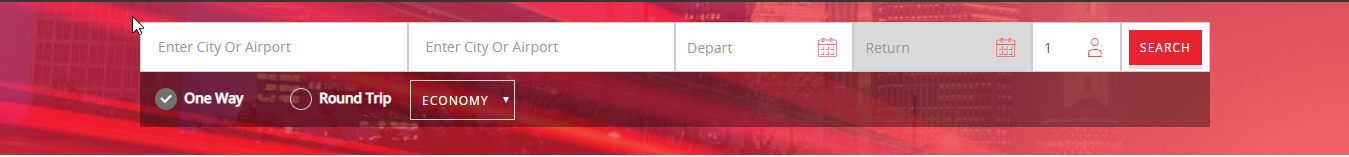 Enter City Or Airport Enter City Or Airport Depart Return 1 SEARCH
One Way Round Trip ECONOMY